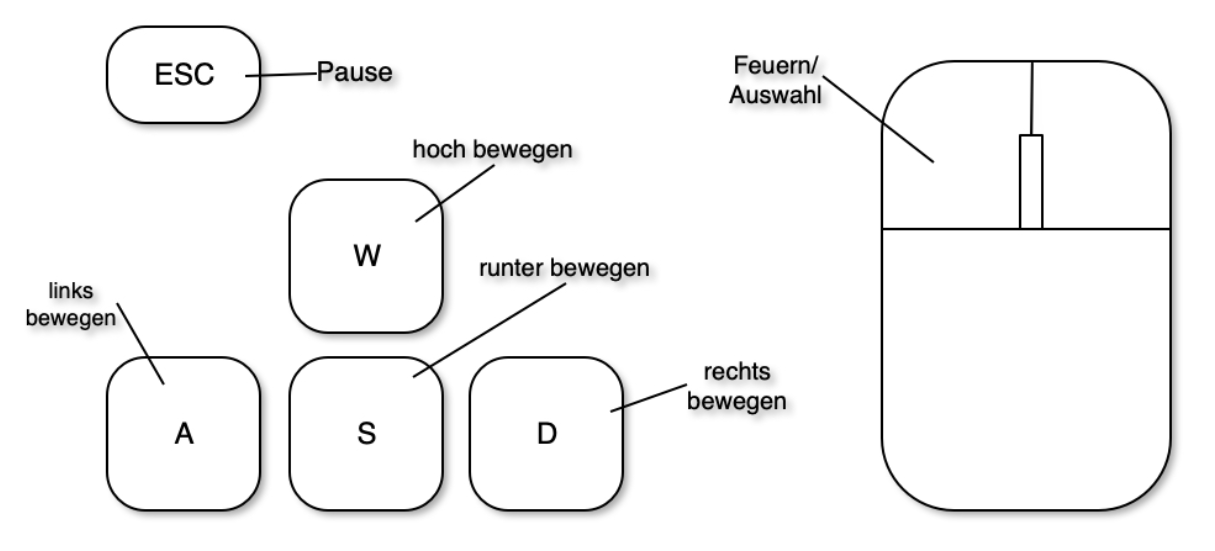 ESC
Pause
Feuern/
Auswahl
hoch bewegen
W
runter bewegen
links
bewegen
A
S
D
rechts
bewegen